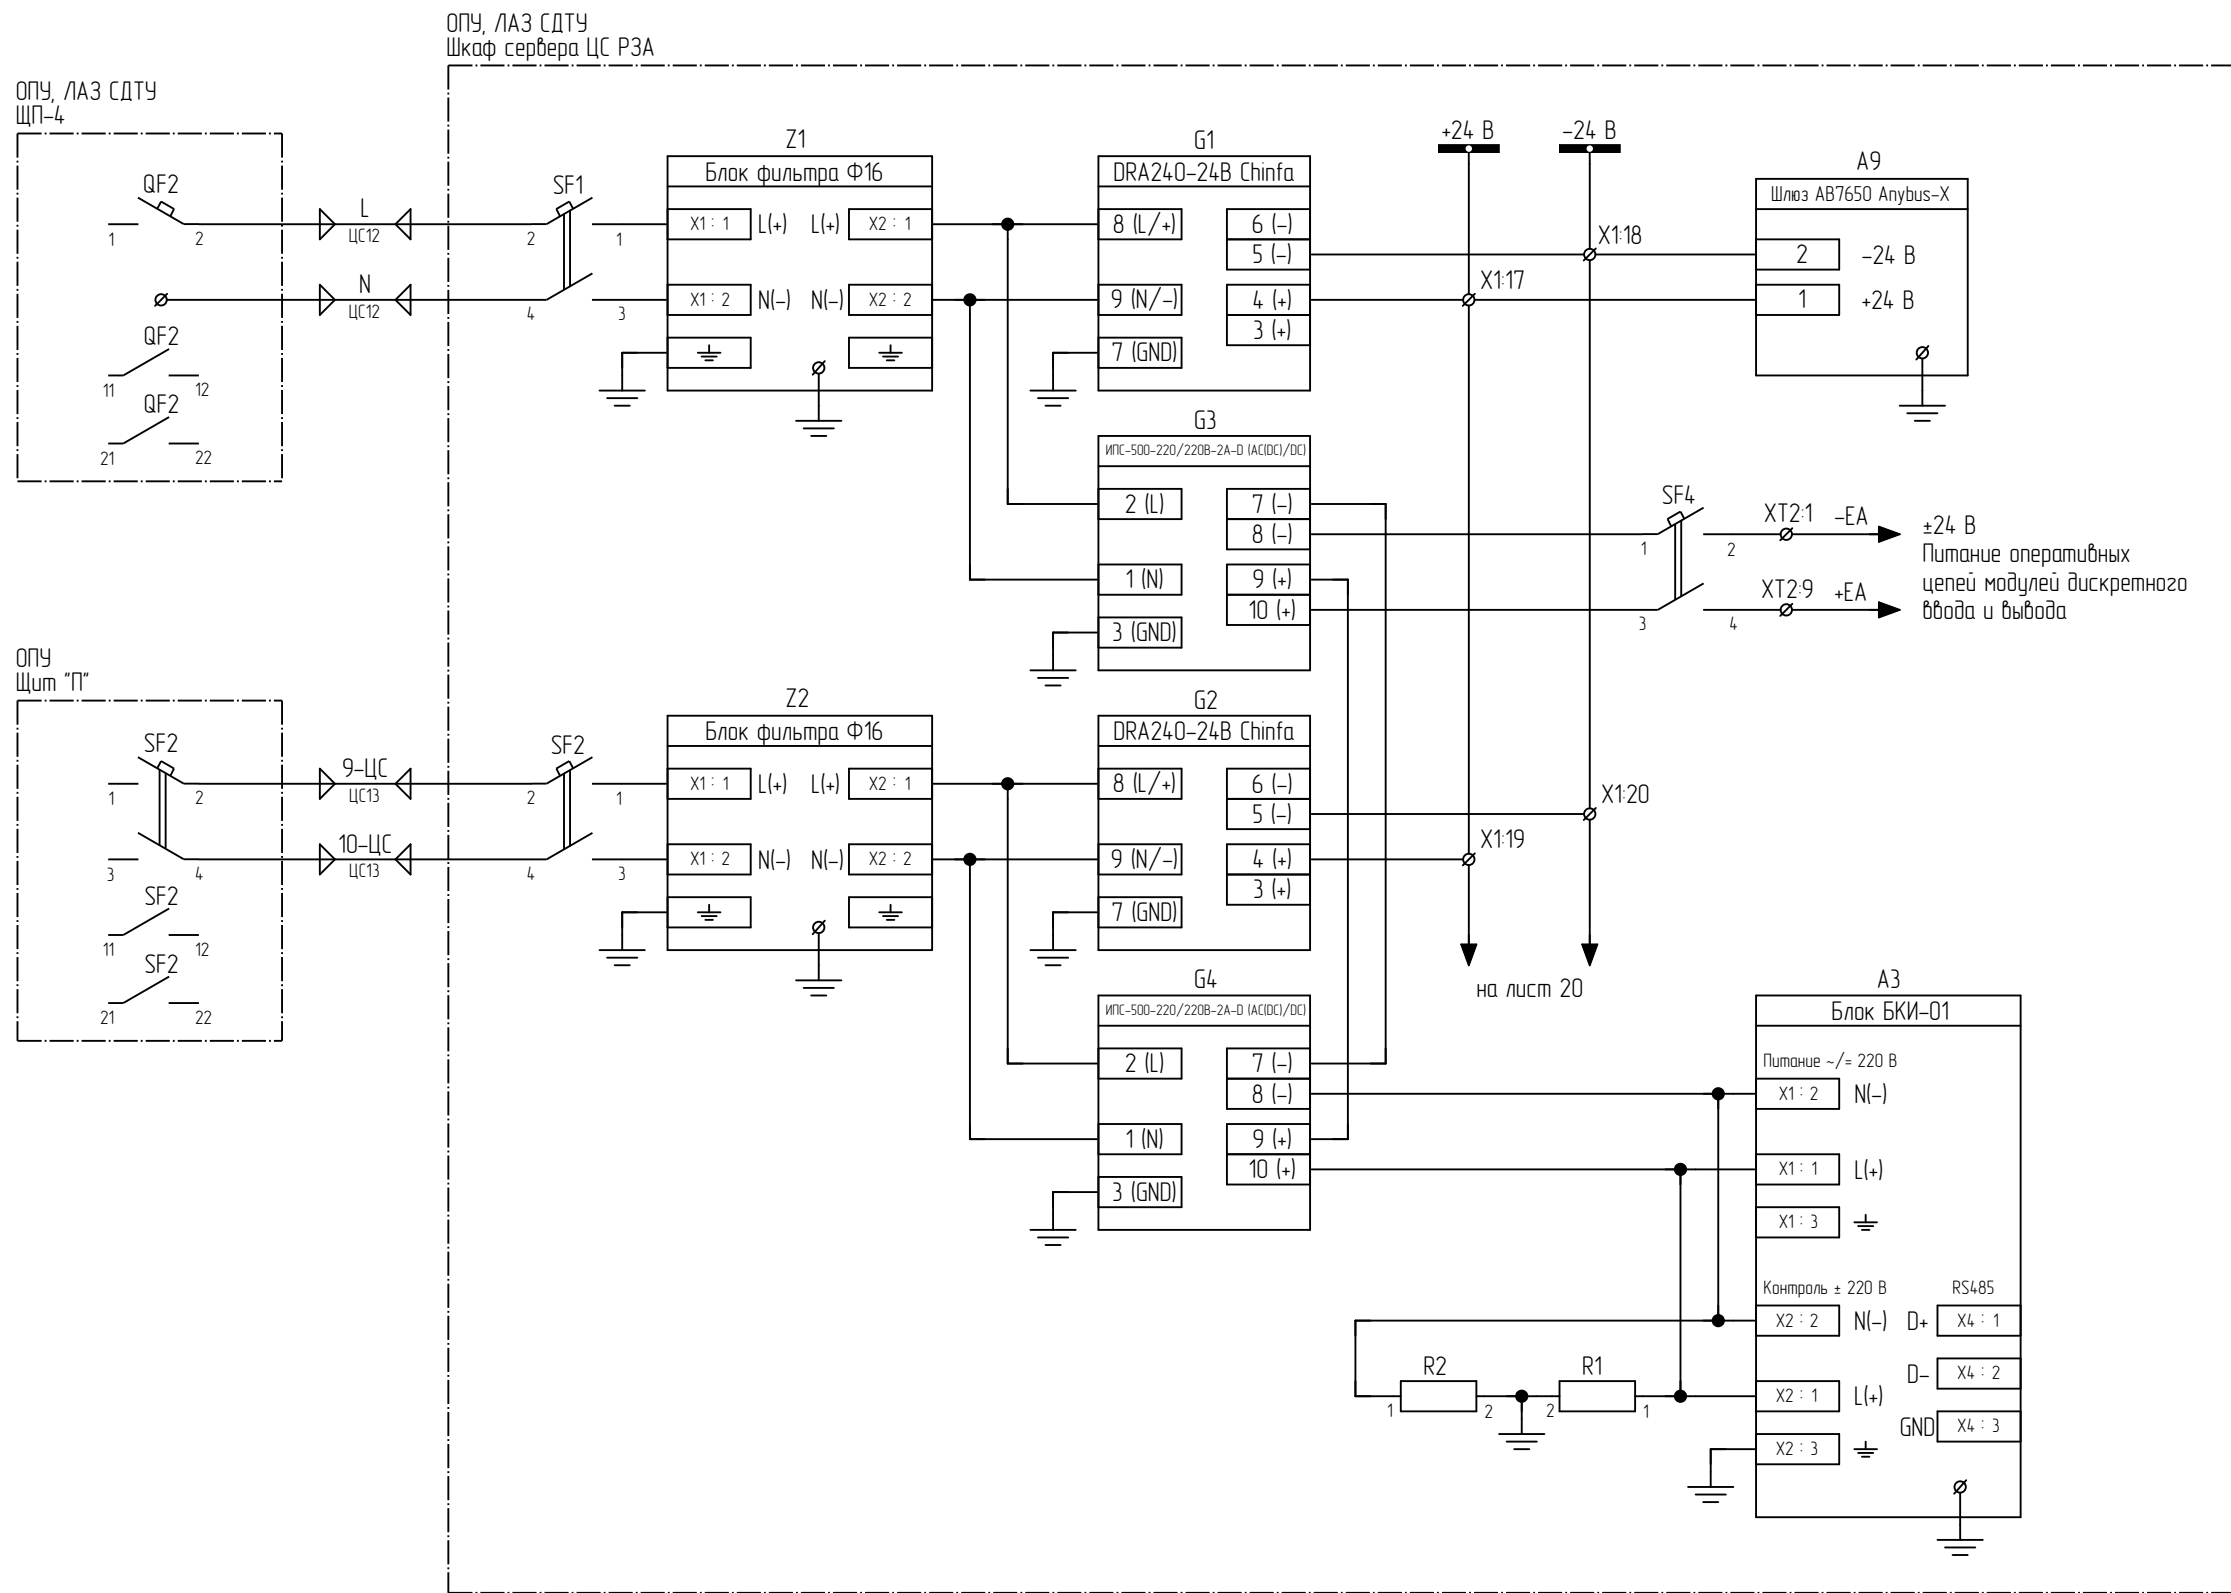 ОПУ, ЛАЗ СДТУ
Шкаф сервера ЦС РЗА
ОПУ, ЛАЗ СДТУ
ЩП-4
QF2
1
2
QF2
11
12
QF2
21
22
L
ЦС12
N
ЦС12
SF1
2
1
4
3
Z1
Блок фильтра Ф16
X1 : 1
L(+)
L(+)
X2 : 1
X1 : 2
N(-)
N(-)
X2 : 2
G1
DRA240-24B Chinfa
8 (L/+)
6 (-)
5 (-)
9 (N/-)
4 (+)
3 (+)
7 (GND)
+24 В
-24 В
X1:18
X1:17
A9
Шлюз AB7650 Anybus-X
2
-24 В
1
+24 В
G3
ИПС-500-220/220В-2А-D (AC(DC)/DC)
2 (L)
7 (-)
8 (-)
1 (N)
9 (+)
10 (+)
3 (GND)
SF4
1
2
3
4
XT2:1
-EA
XT2:9
+EA
±24 В
Питание оперативных
цепей модулей дискретного
ввода и вывода
ОПУ
Щит "П"
SF2
1
2
3
4
SF2
11
12
SF2
21
22
9-ЦС
ЦС13
10-ЦС
ЦС13
SF2
2
1
4
3
Z2
Блок фильтра Ф16
X1 : 1
L(+)
L(+)
X2 : 1
X1 : 2
N(-)
N(-)
X2 : 2
G2
DRA240-24B Chinfa
8 (L/+)
6 (-)
5 (-)
9 (N/-)
4 (+)
3 (+)
7 (GND)
X1:20
X1:19
на лист 20
G4
ИПС-500-220/220В-2А-D (AC(DC)/DC)
2 (L)
7 (-)
8 (-)
1 (N)
9 (+)
10 (+)
3 (GND)
A3
Блок БКИ-01
Питание ~/= 220 В
X1 : 2
N(-)
X1 : 1
L(+)
X1 : 3
Контроль ± 220 В
RS485
X2 : 2
N(-)
D+
X4 : 1
D-
X4 : 2
X2 : 1
L(+)
GND
X4 : 3
X2 : 3
R2
1
2
R1
2
1